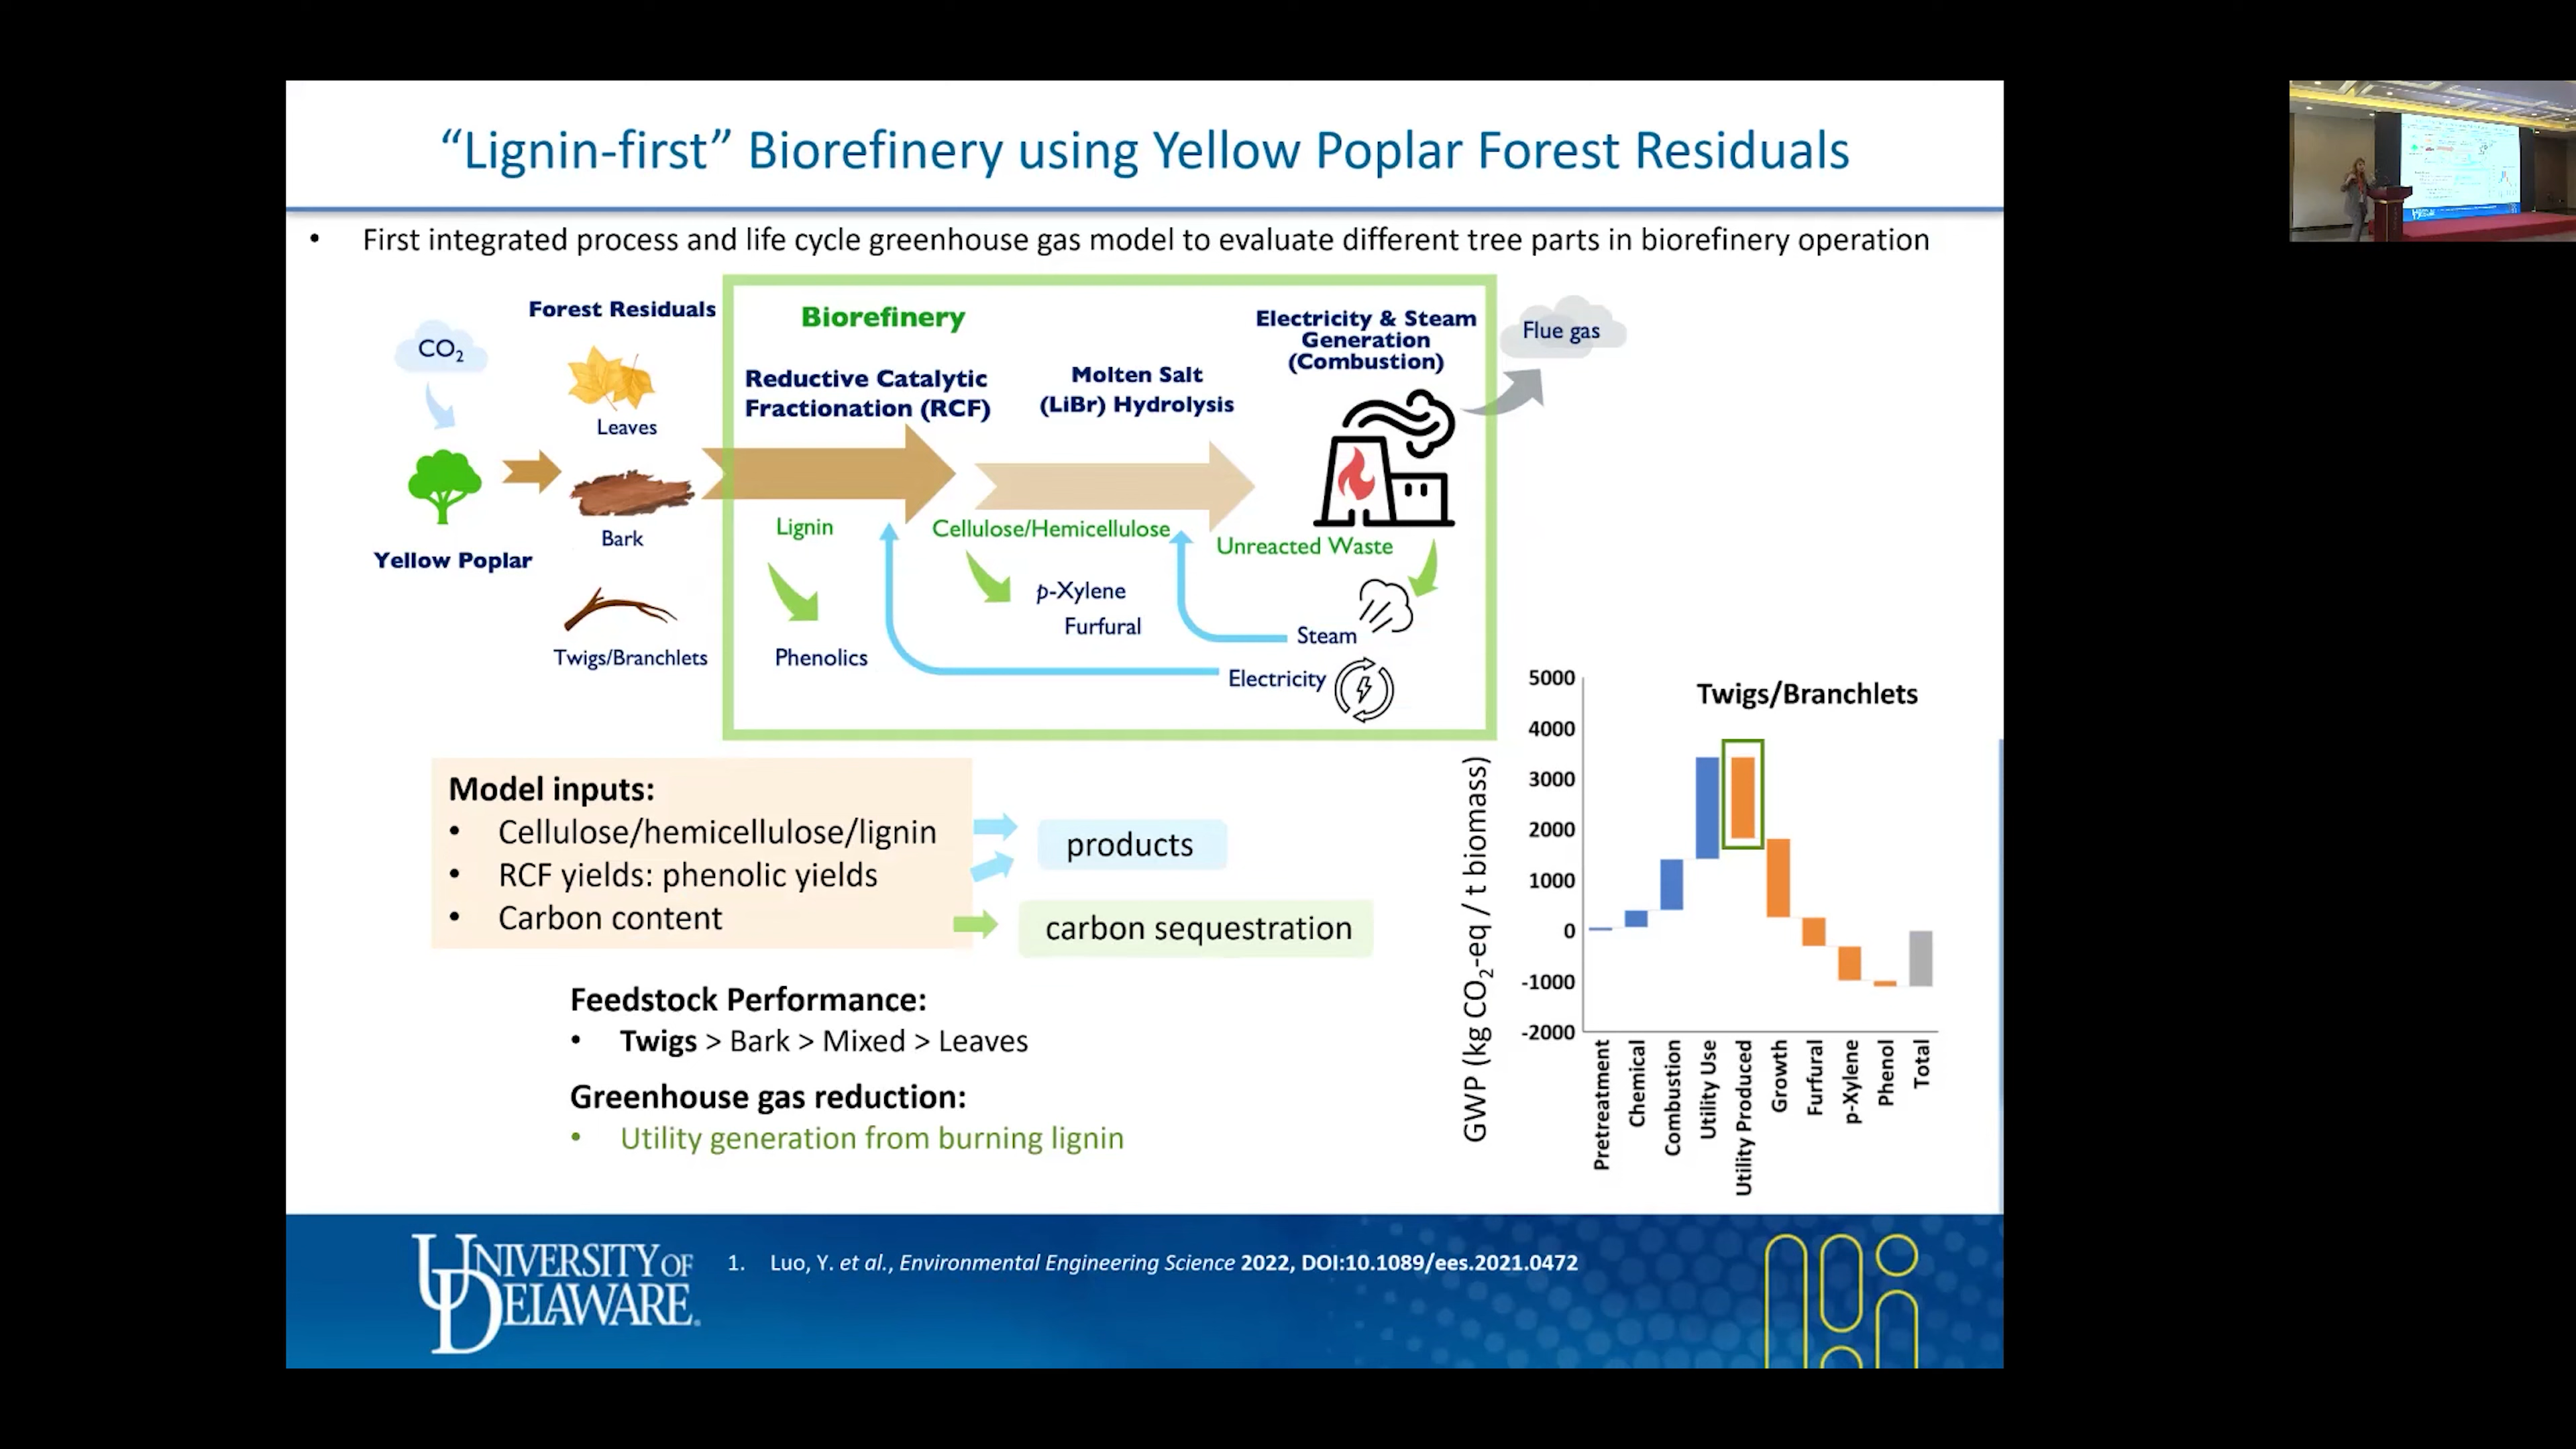 “Lignin-first” Biorefinery using Yellow Poplar Forest Residuals
• First integrated process and life cycle greenhouse gas model to evaluate different tree parts in biorefinery operation
CO2
Yellow Poplar
Forest Residuals
Leaves
Bark
Twigs/Branchlets
Biorefinery
Reductive Catalytic
Fractionation (RCF)
Lignin
Phenolics
Molten Salt
(LiBr) Hydrolysis
Cellulose/Hemicellulose
p-Xylene
Furfural
Electricity & Steam
Generation
(Combustion)
Unreacted Waste
Steam
Electricity
Flue gas
Model inputs:
• Cellulose/hemicellulose/lignin
• RCF yields: phenolic yields
• Carbon content
products
carbon sequestration
Feedstock Performance:
• Twigs > Bark > Mixed > Leaves
Greenhouse gas reduction:
• Utility generation from burning lignin
Twigs/Branchlets
GWP (kg CO2-eq / t biomass)
5000
4000
3000
2000
1000
0
-1000
-2000
Pretreatment
Chemical
Combustion
Utility Use
Utility Produced
Growth
Furfural
p-Xylene
Phenol
Total
UNIVERSITY OF
DELAWARE
1. Luo, Y. et al., Environmental Engineering Science 2022, DOI:10.1089/ees.2021.0472